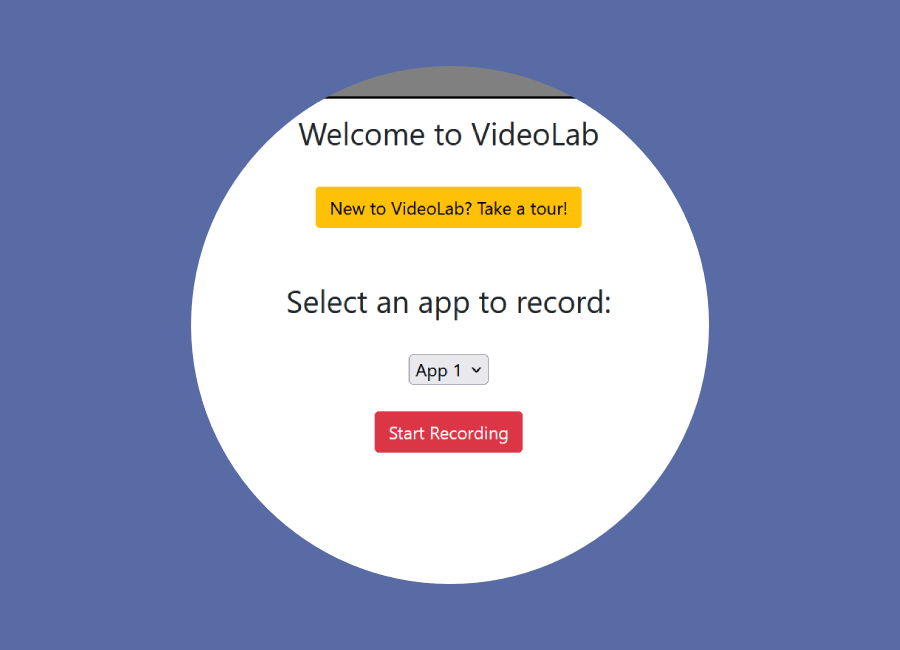 Welcome to VideoLab
New to VideoLab? Take a tour!
Select an app to record:
App 1
Start Recording